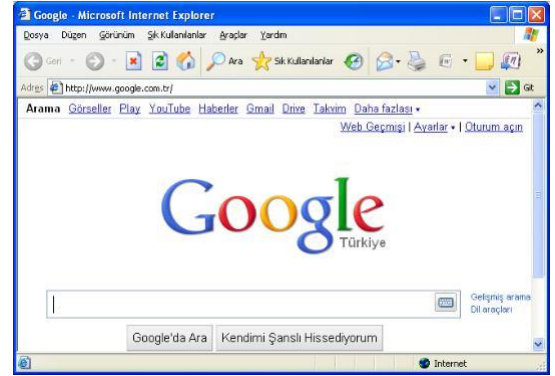 Google - Microsoft Internet Explorer
Dosya Düzen Görünüm Sık Kullanılanlar Araçlar Yardım
Geri Ara Sık Kullanılanlar »
Adres http://www.google.com.tr/ Git
Arama Görseller Play YouTube Haberler Gmail Drive Takvim Daha fazlası
Web Geçmişi | Ayarlar | Oturum açın
Google
Türkiye
Gelişmiş arama
Dil araçları
Google'da Ara Kendimi Şanslı Hissediyorum
Internet